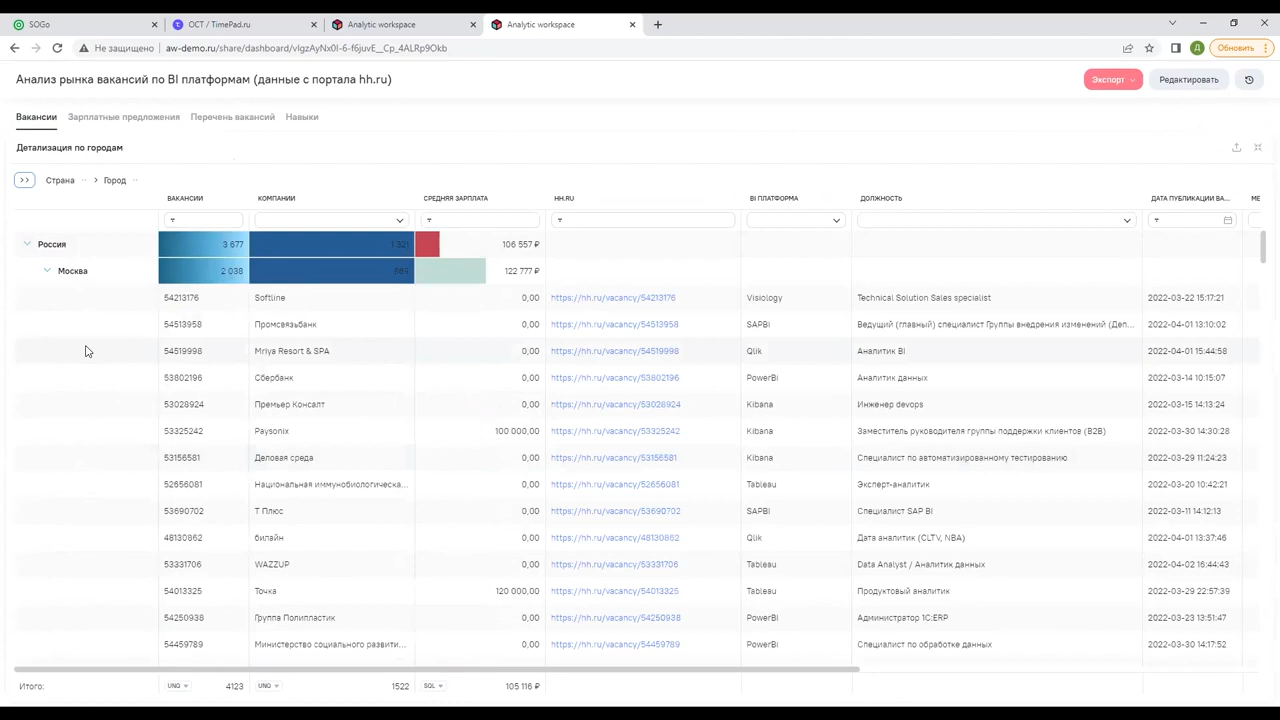 SOGo
ОСТ / TimePad.ru
Analytic workspace
Analytic workspace
Не защищено
aw-demo.ru/share/dashboard/vIgzAyNx0I-6-f6juvE__Cp_4ALRp9Okb
Д
Обновить
Анализ рынка вакансий по BI платформам (данные с портала hh.ru)
Экспорт
Редактировать
Вакансии Зарплатные предложения Перечень вакансий Навыки
Детализация по городам
>> Страна > Город
ВАКАНСИИ КОМПАНИИ СРЕДНЯЯ ЗАРПЛАТА HH.RU BI ПЛАТФОРМА ДОЛЖНОСТЬ ДАТА ПУБЛИКАЦИИ ВА... МЕ
Россия 3 677 1 321 106 557 ₽
Москва 2 038 122 777 ₽
54213176 Softline 0,00 https://hh.ru/vacancy/54213176 Visiology Technical Solution Sales specialist 2022-03-22 15:17:21
54513958 Промсвязьбанк 0,00 https://hh.ru/vacancy/54513958 SAPBi Ведущий (главный) специалист Группы внедрения изменений (Деп... 2022-04-01 13:10:02
54519998 Mriya Resort & SPA 0,00 https://hh.ru/vacancy/54519998 Qlik Аналитик BI 2022-04-01 15:44:58
53802196 Сбербанк 0,00 https://hh.ru/vacancy/53802196 PowerBi Аналитик данных 2022-03-14 10:15:07
53028924 Премьер Консалт 0,00 https://hh.ru/vacancy/53028924 Kibana Инженер devops 2022-03-15 14:13:24
53325242 Paysonix 100 000,00 https://hh.ru/vacancy/53325242 Kibana Заместитель руководителя группы поддержки клиентов (B2B) 2022-03-30 14:30:28
53156581 Деловая среда 0,00 https://hh.ru/vacancy/53156581 Kibana Специалист по автоматизированному тестированию 2022-03-29 11:24:23
52656081 Национальная иммунобиологическа... 0,00 https://hh.ru/vacancy/52656081 Tableau Эксперт-аналитик 2022-03-20 10:42:21
53690702 Т Плюс 0,00 https://hh.ru/vacancy/53690702 SAPBi Специалист SAP BI 2022-03-11 14:12:13
48130862 билайн 0,00 https://hh.ru/vacancy/48130862 Qlik Дата аналитик (CLTV, NBA) 2022-04-01 13:37:46
53331706 WAZZUP 0,00 https://hh.ru/vacancy/53331706 Tableau Data Analyst / Аналитик данных 2022-04-02 16:44:43
54013325 Точка 120 000,00 https://hh.ru/vacancy/54013325 Tableau Продуктовый аналитик 2022-03-29 22:57:39
54250938 Группа Полипластик 0,00 https://hh.ru/vacancy/54250938 PowerBi Администратор 1С:ERP 2022-03-23 13:51:47
54459789 Министерство социального развити... 0,00 https://hh.ru/vacancy/54459789 PowerBi Специалист по обработке данных 2022-03-30 14:17:52
Итого: UNQ 4123 UNQ 1522 SQL 105 116 ₽